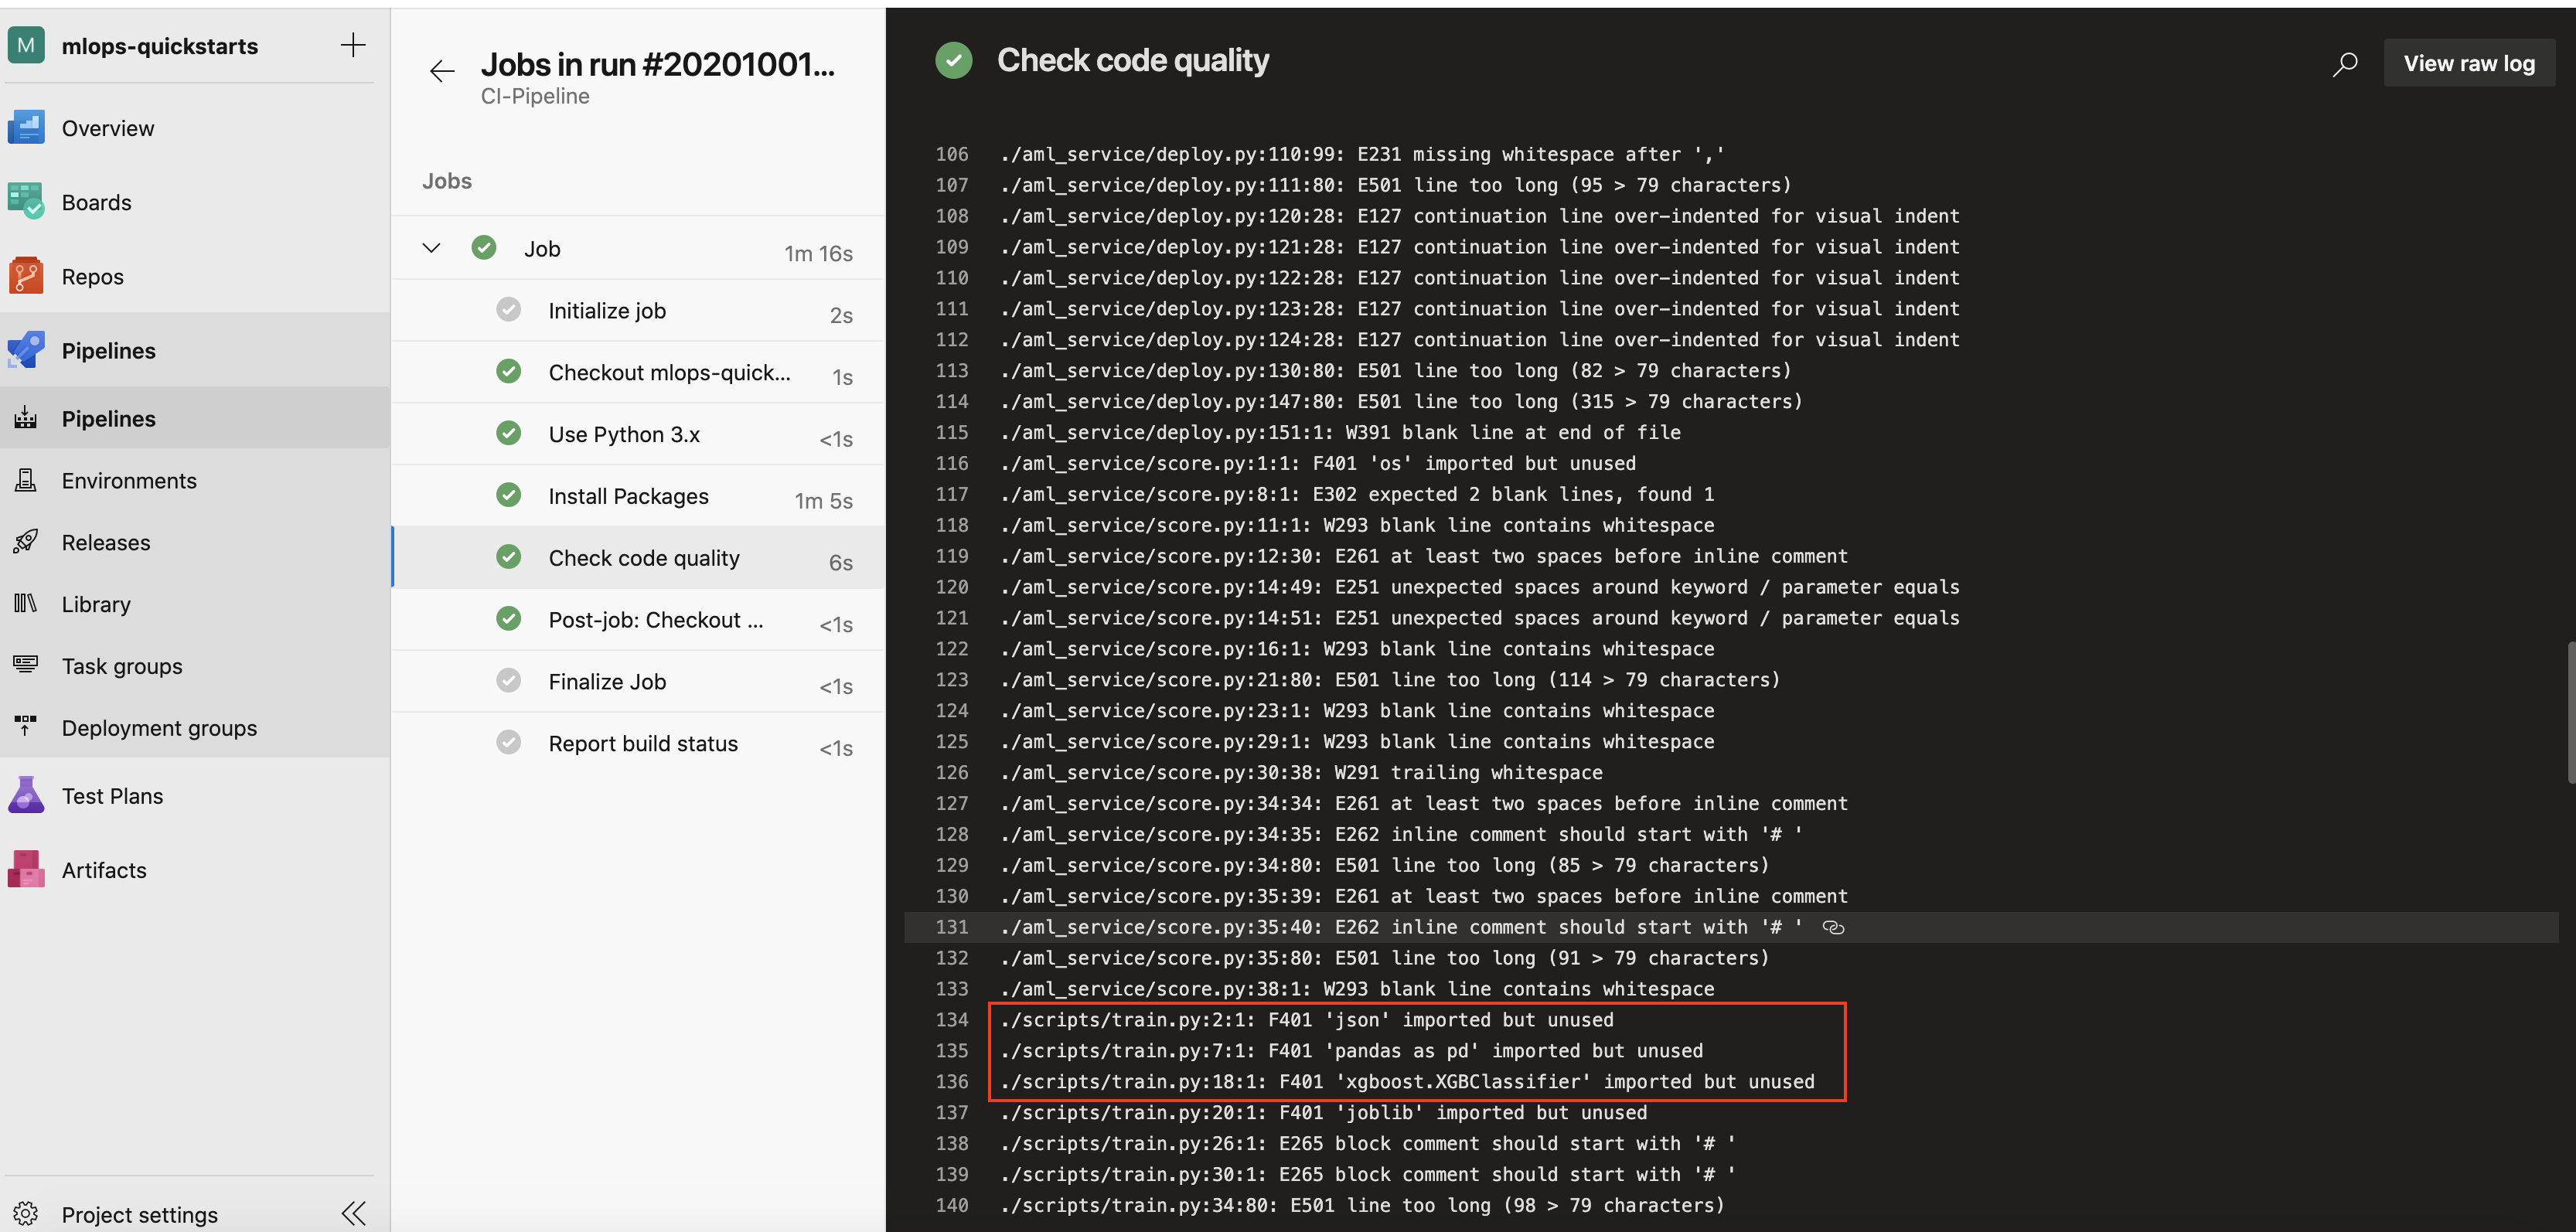 M mlops-quickstarts
Overview
Boards
Repos
Pipelines
Pipelines
Environments
Releases
Library
Task groups
Deployment groups
Test Plans
Artifacts
Project settings
Jobs in run #20201001...
CI-Pipeline
Jobs
Job 1m 16s
Initialize job 2s
Checkout mlops-quick... 1s
Use Python 3.x <1s
Install Packages 1m 5s
Check code quality 6s
Post-job: Checkout ... <1s
Finalize Job <1s
Report build status <1s
Check code quality
View raw log
106 ./aml_service/deploy.py:110:99: E231 missing whitespace after ','
107 ./aml_service/deploy.py:111:80: E501 line too long (95 > 79 characters)
108 ./aml_service/deploy.py:120:28: E127 continuation line over-indented for visual indent
109 ./aml_service/deploy.py:121:28: E127 continuation line over-indented for visual indent
110 ./aml_service/deploy.py:122:28: E127 continuation line over-indented for visual indent
111 ./aml_service/deploy.py:123:28: E127 continuation line over-indented for visual indent
112 ./aml_service/deploy.py:124:28: E127 continuation line over-indented for visual indent
113 ./aml_service/deploy.py:130:80: E501 line too long (82 > 79 characters)
114 ./aml_service/deploy.py:147:80: E501 line too long (315 > 79 characters)
115 ./aml_service/deploy.py:151:1: W391 blank line at end of file
116 ./aml_service/score.py:1:1: F401 'os' imported but unused
117 ./aml_service/score.py:8:1: E302 expected 2 blank lines, found 1
118 ./aml_service/score.py:11:1: W293 blank line contains whitespace
119 ./aml_service/score.py:12:30: E261 at least two spaces before inline comment
120 ./aml_service/score.py:14:49: E251 unexpected spaces around keyword / parameter equals
121 ./aml_service/score.py:14:51: E251 unexpected spaces around keyword / parameter equals
122 ./aml_service/score.py:16:1: W293 blank line contains whitespace
123 ./aml_service/score.py:21:80: E501 line too long (114 > 79 characters)
124 ./aml_service/score.py:23:1: W293 blank line contains whitespace
125 ./aml_service/score.py:29:1: W293 blank line contains whitespace
126 ./aml_service/score.py:30:38: W291 trailing whitespace
127 ./aml_service/score.py:34:34: E261 at least two spaces before inline comment
128 ./aml_service/score.py:34:35: E262 inline comment should start with '# '
129 ./aml_service/score.py:34:80: E501 line too long (85 > 79 characters)
130 ./aml_service/score.py:35:39: E261 at least two spaces before inline comment
131 ./aml_service/score.py:35:40: E262 inline comment should start with '# '
132 ./aml_service/score.py:35:80: E501 line too long (91 > 79 characters)
133 ./aml_service/score.py:38:1: W293 blank line contains whitespace
134 ./scripts/train.py:2:1: F401 'json' imported but unused
135 ./scripts/train.py:7:1: F401 'pandas as pd' imported but unused
136 ./scripts/train.py:18:1: F401 'xgboost.XGBClassifier' imported but unused
137 ./scripts/train.py:20:1: F401 'joblib' imported but unused
138 ./scripts/train.py:26:1: E265 block comment should start with '# '
139 ./scripts/train.py:30:1: E265 block comment should start with '# '
140 ./scripts/train.py:34:80: E501 line too long (98 > 79 characters)